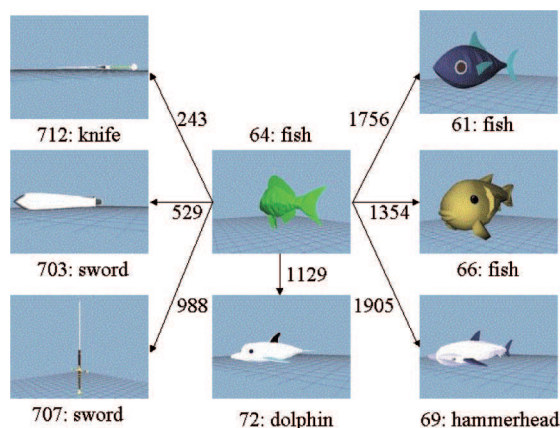 712: knife
243
64: fish
1756
61: fish
703: sword
529
1354
66: fish
988
1129
1905
707: sword
72: dolphin
69: hammerhead